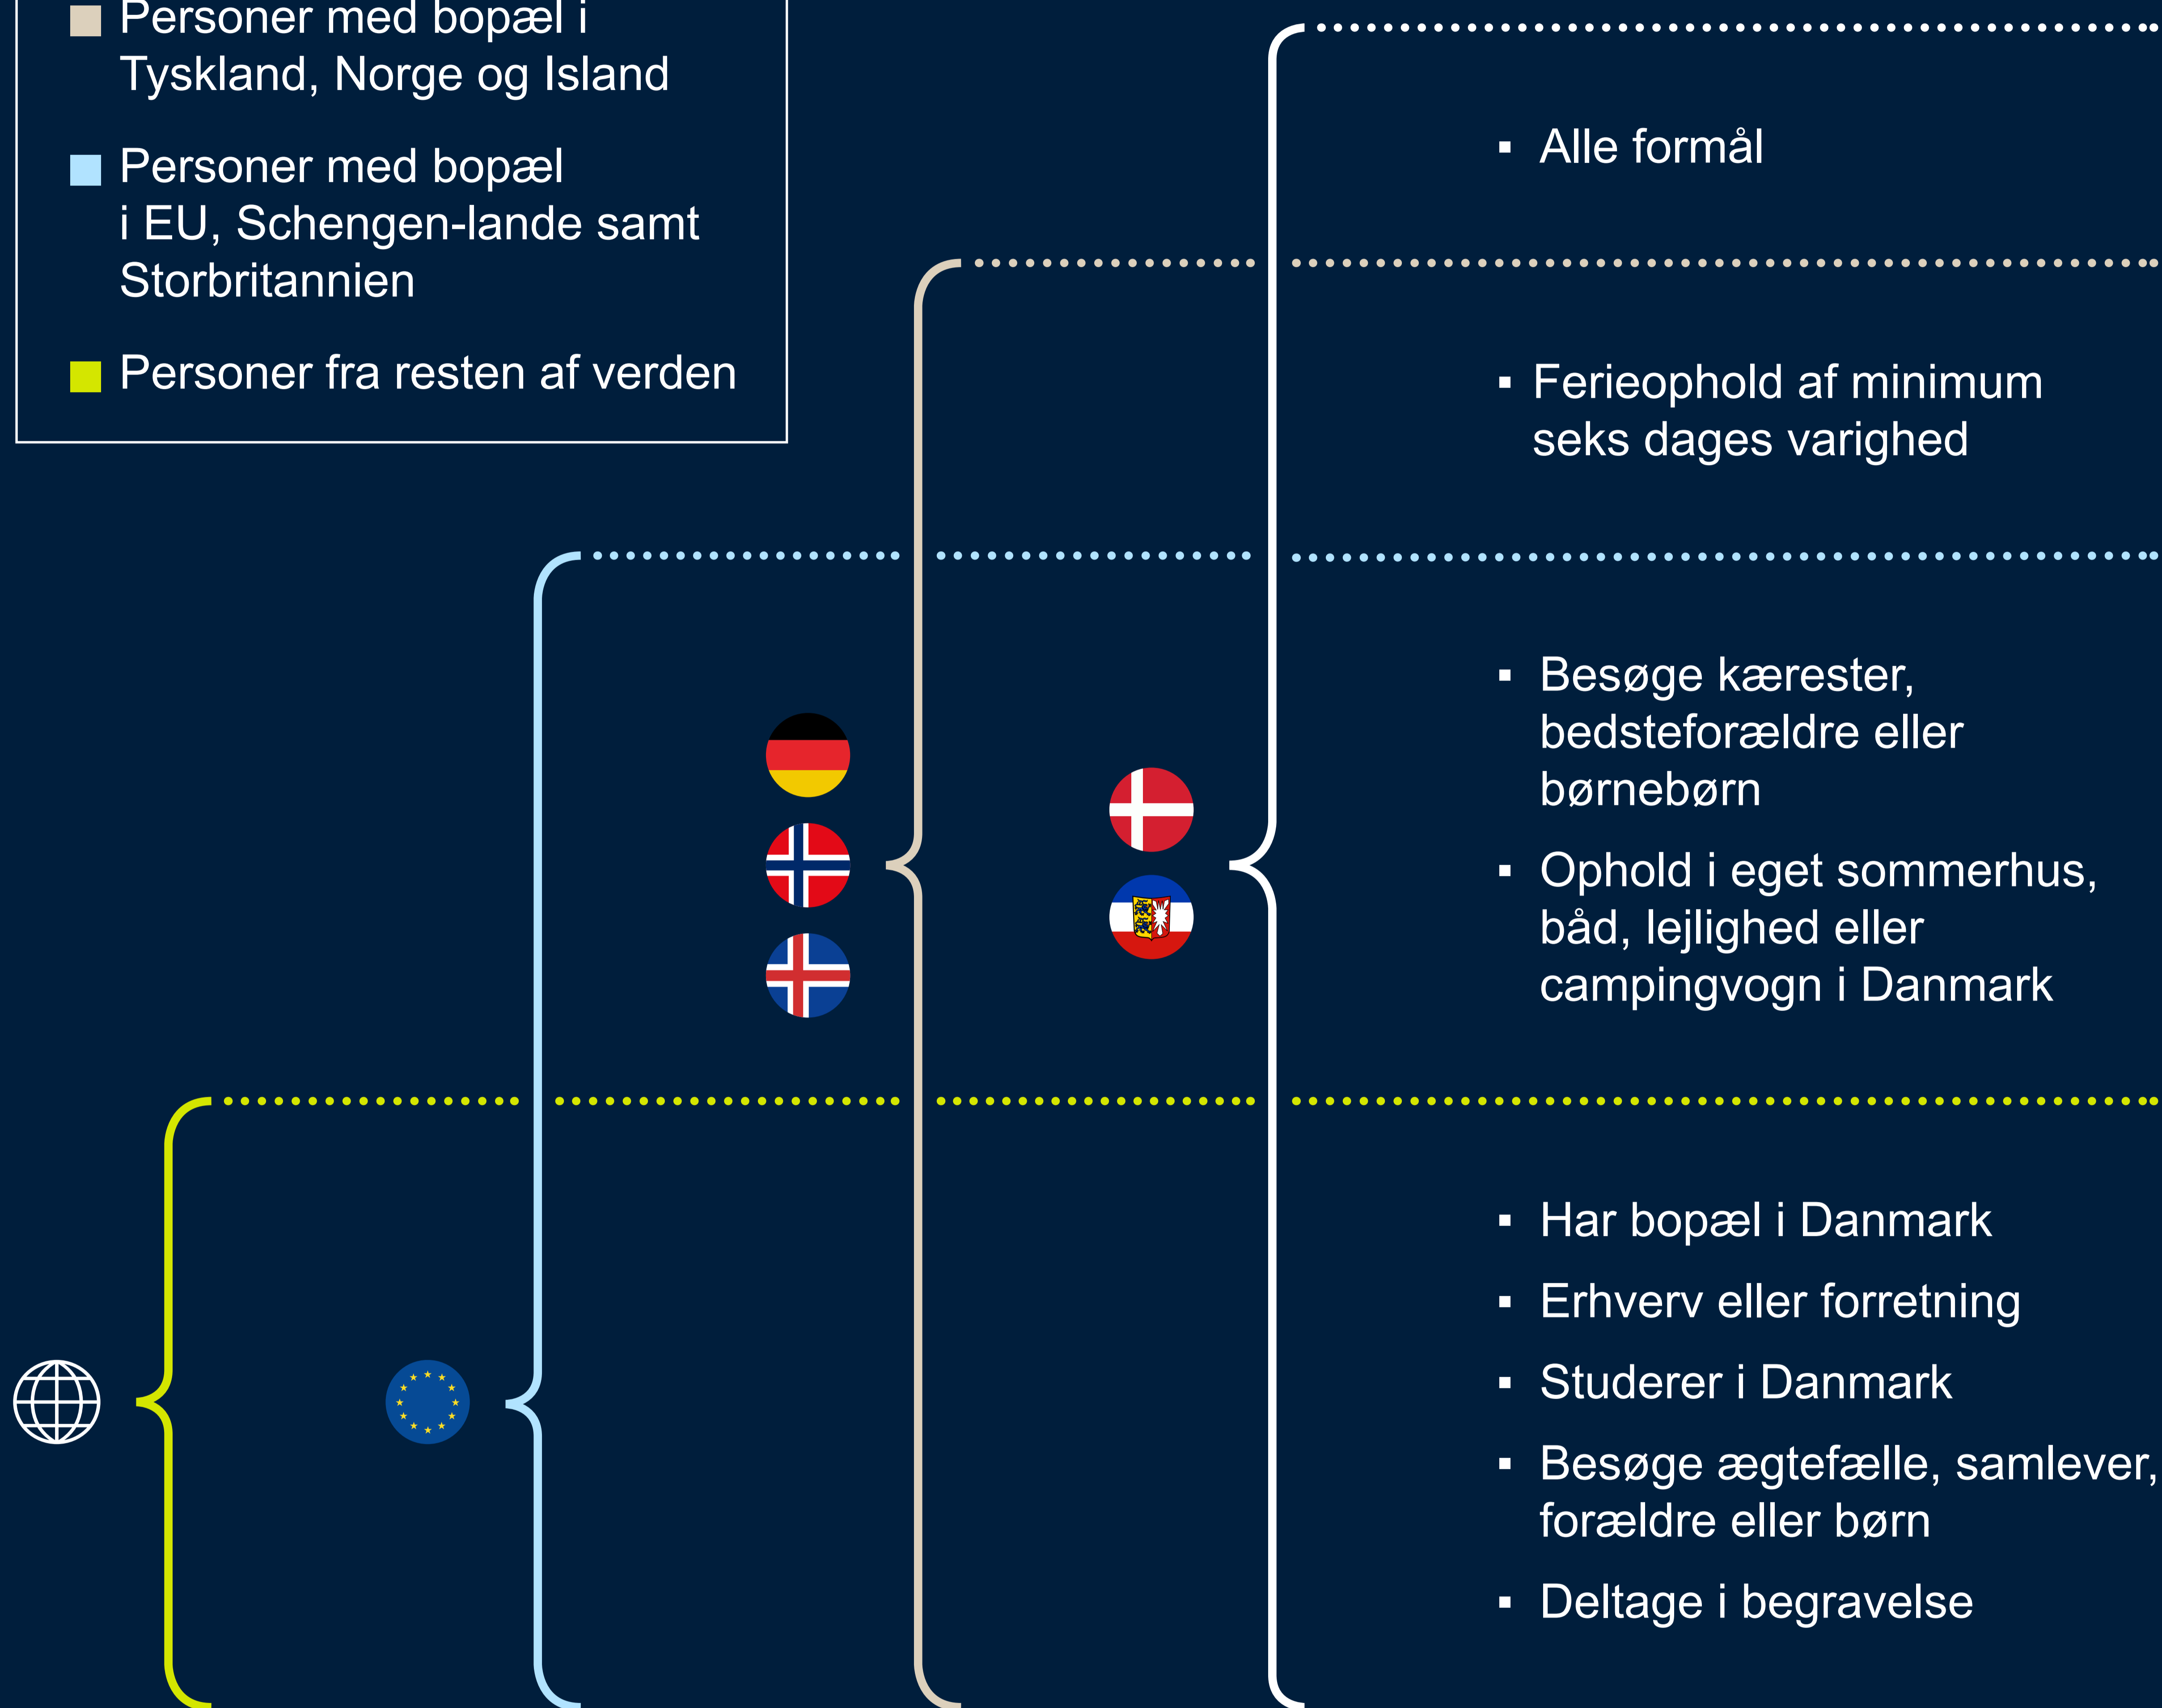 Personer med bopæl i
Tyskland, Norge og Island
Personer med bopæl
i EU, Schengen-lande samt
Storbritannien
Personer fra resten af verden
▪ Alle formål
▪ Ferieophold af minimum
seks dages varighed
▪ Besøge kærester,
bedsteforældre eller
børnebørn
▪ Ophold i eget sommerhus,
båd, lejlighed eller
campingvogn i Danmark
▪ Har bopæl i Danmark
▪ Erhverv eller forretning
▪ Studerer i Danmark
▪ Besøge ægtefælle, samlever,
forældre eller børn
▪ Deltage i begravelse